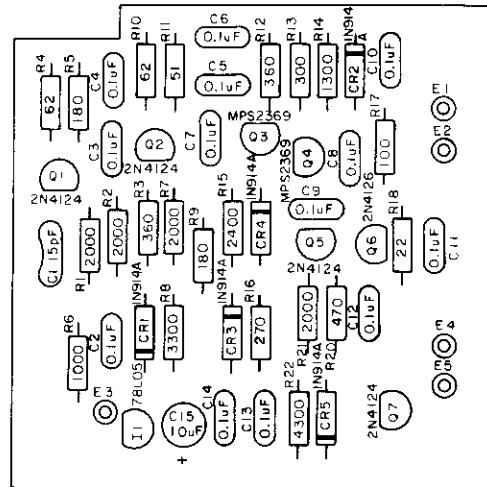 R10
R11
C6
0.1uF
R12
R13
R14
1N914A
C10
0.1uF
R4
R5
C4
0.1uF
62
51
C5
0.1uF
360
300
1300
CR2
E1
62
180
R17
MPS2369
E2
C3
0.1uF
Q2
C7
0.1uF
Q3
MPS2369
Q4
C8
0.1uF
100
2N4124
Q1
2N4124
1N914A
C9
0.1uF
2N4126
R2
R3
R7
R15
R18
C1
15pF
R1
2000
2000
360
2000
R9
180
2400
CR4
Q5
2N4124
Q6
22
0.1uF
C11
1N914A
R8
1N914A
R16
R6
1000
C2
0.1uF
CR1
3300
CR3
270
2000
R21
470
R20
C12
0.1uF
E4
1N914A
E5
E3
78L05
I1
C15
10uF
+
C14
0.1uF
C13
0.1uF
R22
4300
CR5
2N4124
Q7